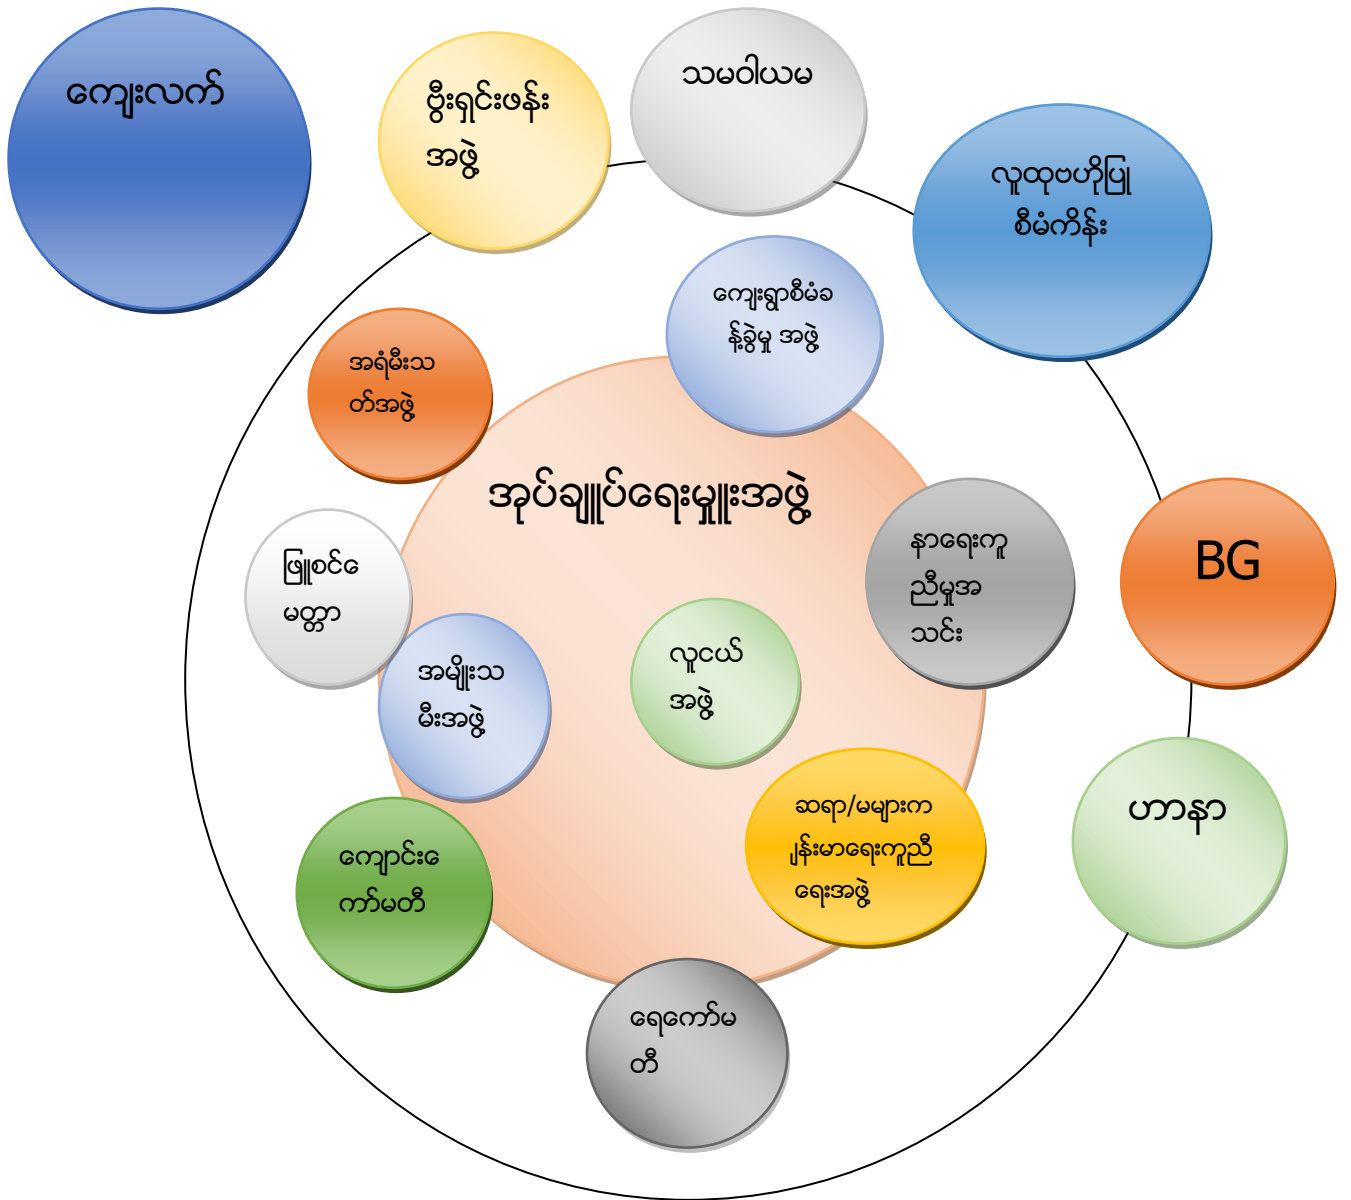 ကျေးလက်
ဗွီးရှင်းဖန်း
အဖွဲ့
သမဝါယမ
လူထုဗဟိုပြု
စီမံကိန်း
ကျေးရွာစီမံခ
န့်ခွဲမှု အဖွဲ့
အရံမီးသ
တ်အဖွဲ့
အုပ်ချူပ်ရေးမှူးအဖွဲ့
နာရေးကူ
ညီမှုအ
သင်း
BG
ဖြူစင်မေ
တ္တာ
အမျိုးသ
မီးအဖွဲ့
လူငယ်
အဖွဲ့
ဆရာ/မများက
ျန်းမာရေးကူညီ
ရေးအဖွဲ့
ဟာနာ
ကျောင်းကေ
ာ်မတီ
ရေကော်မ
တီ